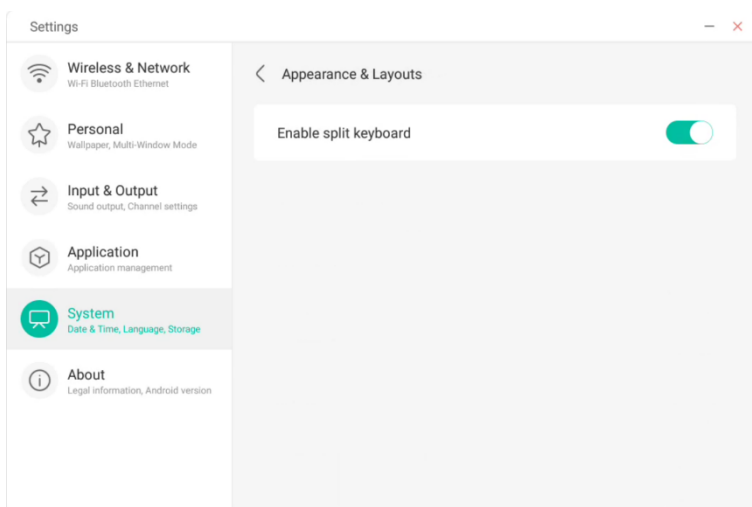 Settings
Wireless & Network
Wi-Fi Bluetooth Ethernet
Personal
Wallpaper, Multi-Window Mode
Input & Output
Sound output, Channel settings
Application
Application management
System
Date & Time, Language, Storage
About
Legal information, Android version
Appearance & Layouts
Enable split keyboard